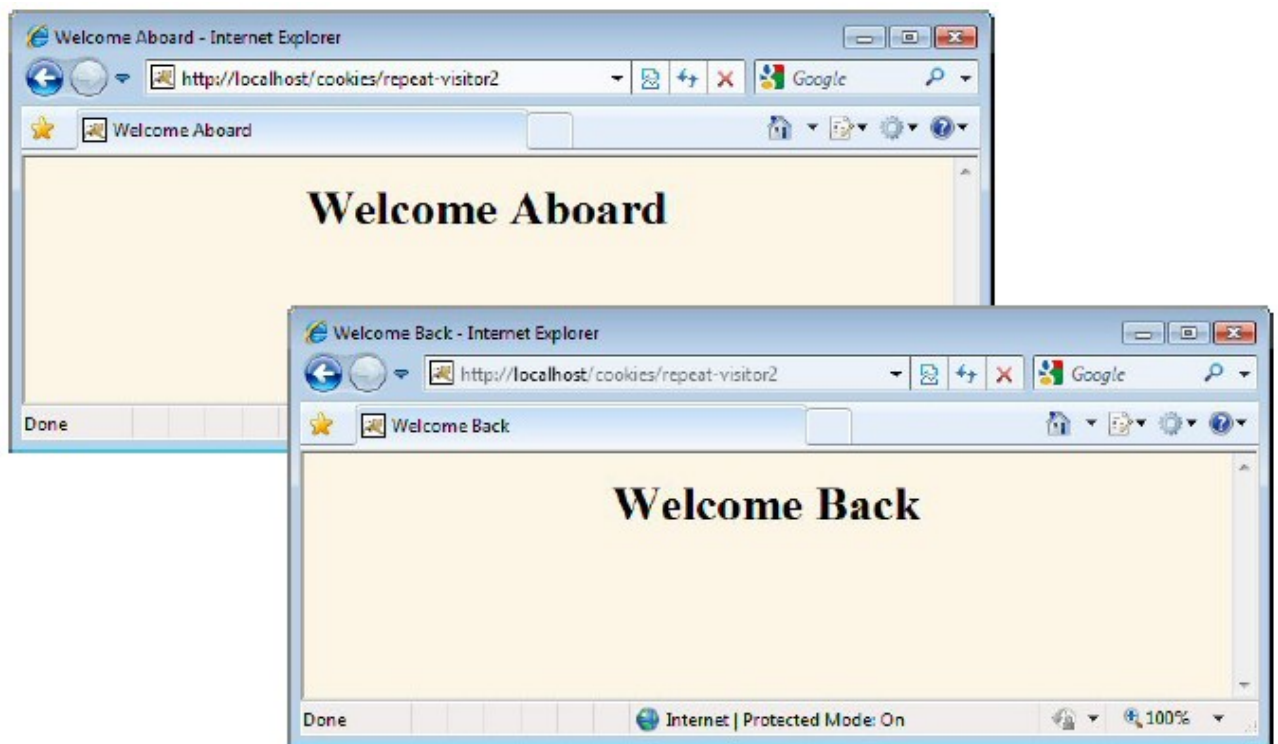 Welcome Aboard - Internet Explorer
http://localhost/cookies/repeat-visitor2
Google
Welcome Aboard
Welcome Aboard
Done
Welcome Back - Internet Explorer
http://localhost/cookies/repeat-visitor2
Google
Welcome Back
Welcome Back
Done
Internet | Protected Mode: On
100%